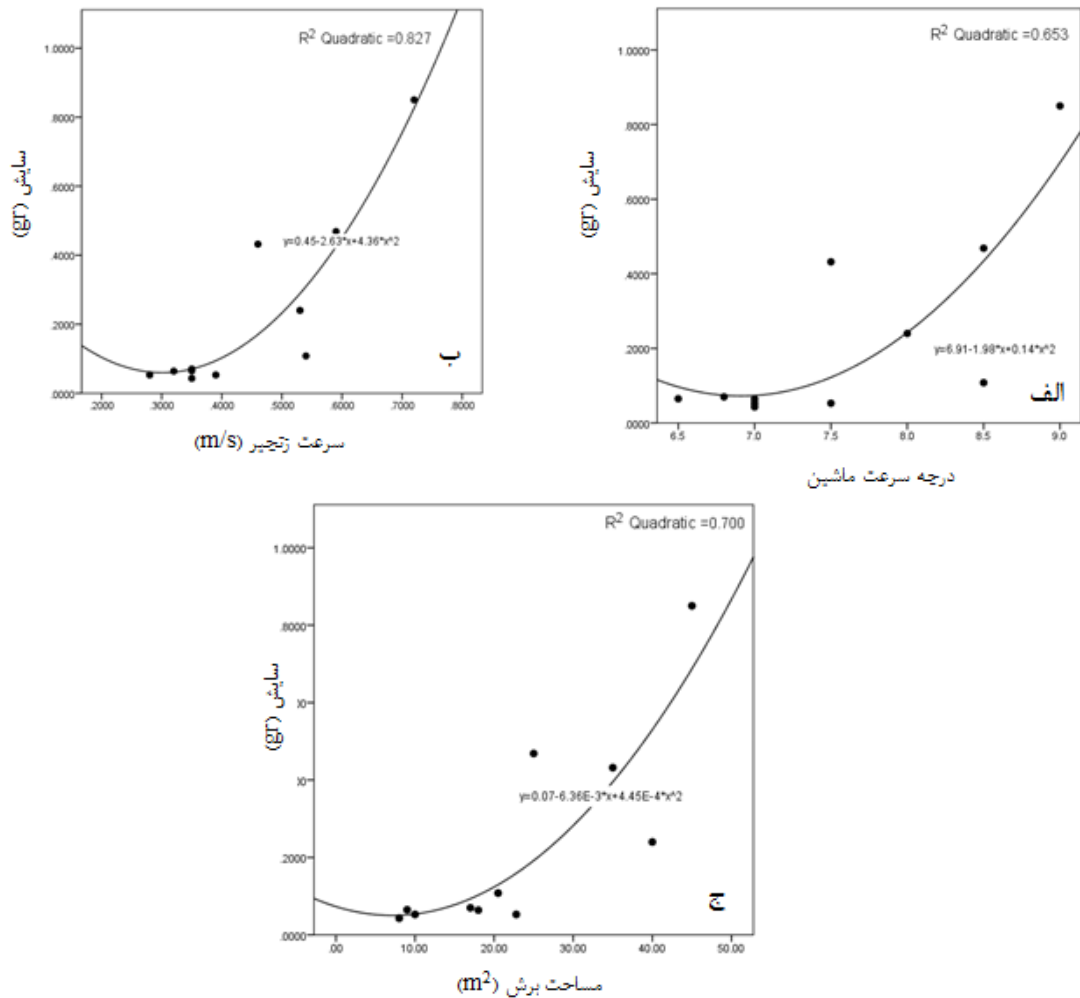 R² Quadratic =0.827
1.0000
.8000
.6000
.4000
.2000
.0000
سایش (gr)
y=0.45-2.63*x+4.36*x^2
ب
.2000 .3000 .4000 .5000 .6000 .7000 .8000
سرعت زنجیر (m/s)
R² Quadratic =0.653
1.0000
.8000
.6000
.4000
.2000
.0000
سایش (gr)
y=6.91-1.98*x+0.14*x^2
الف
6.5 7.0 7.5 8.0 8.5 9.0
درجه سرعت ماشین
R² Quadratic =0.700
1.0000
.8000
00
00
.2000
.0000
سایش (gr)
y=0.07-6.36E-3*x+4.45E-4*x^2
ج
.00 10.00 20.00 30.00 40.00 50.00
مساحت برش (m²)